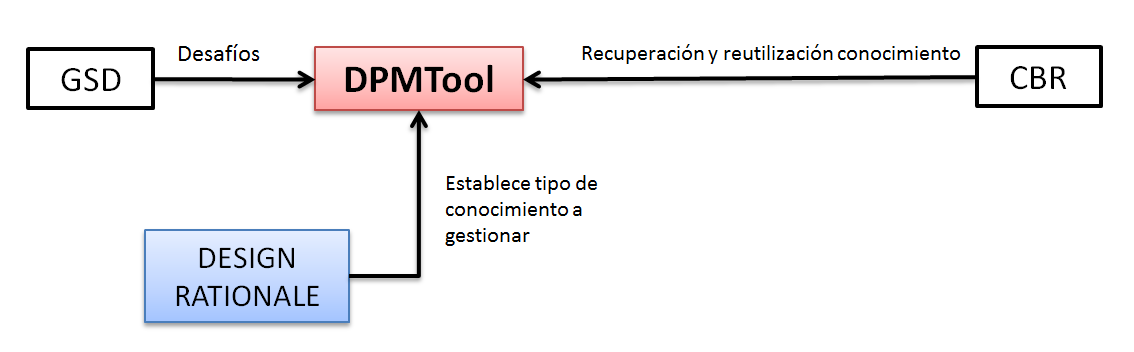 Desafíos
Recuperación y reutilización conocimiento
GSD
DPMTool
CBR
Establece tipo de
conocimiento a
gestionar
DESIGN
RATIONALE